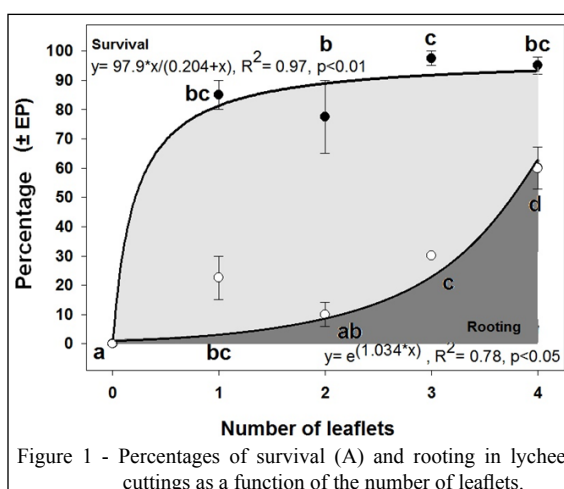 Survival
y= 97.9*x/(0.204+x), R²= 0.97, p<0.01
b
c
bc
bc
Percentage
(± EP)
100
90
80
70
60
50
40
30
20
10
0
a
bc
ab
c
d
Rooting
y= e^(1.034*x) , R²= 0.78, p<0.05
0 1 2 3 4
Number of leaflets
Figure 1 - Percentages of survival (A) and rooting in lychee
cuttings as a function of the number of leaflets.